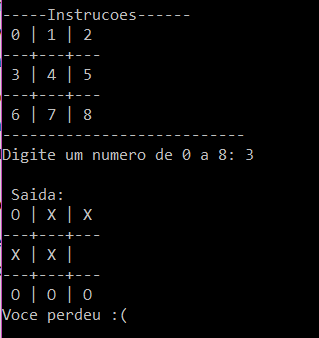 -----Instrucoes------
 0 | 1 | 2
---+---+---
 3 | 4 | 5
---+---+---
 6 | 7 | 8
---------------------------
Digite um numero de 0 a 8: 3

 Saida:
 O | X | X
---+---+---
 X | X |
---+---+---
 O | O | O
Voce perdeu :(